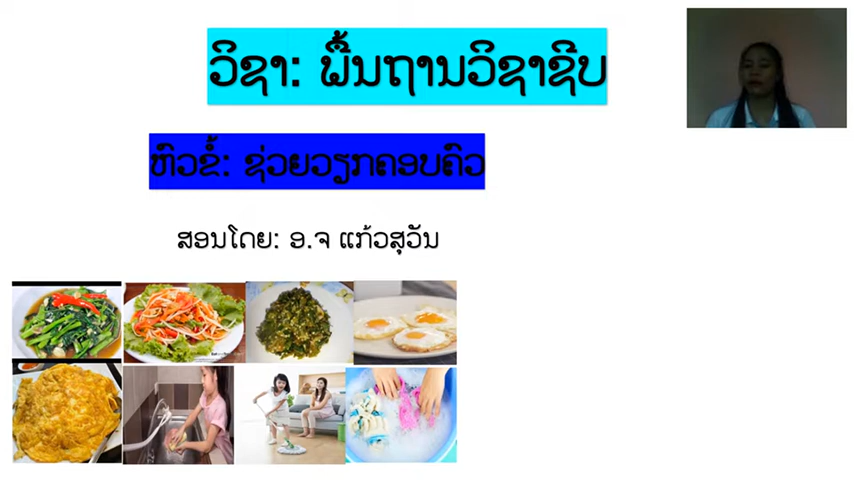 ວິຊາ: ພື້ນຖານວິຊາຊີບ
ຫົວຂໍ້: ຊ່ວຍວຽກຄອບຄົວ
ສອນໂດຍ: ອ.ຈ ແກ້ວສຸວັນ